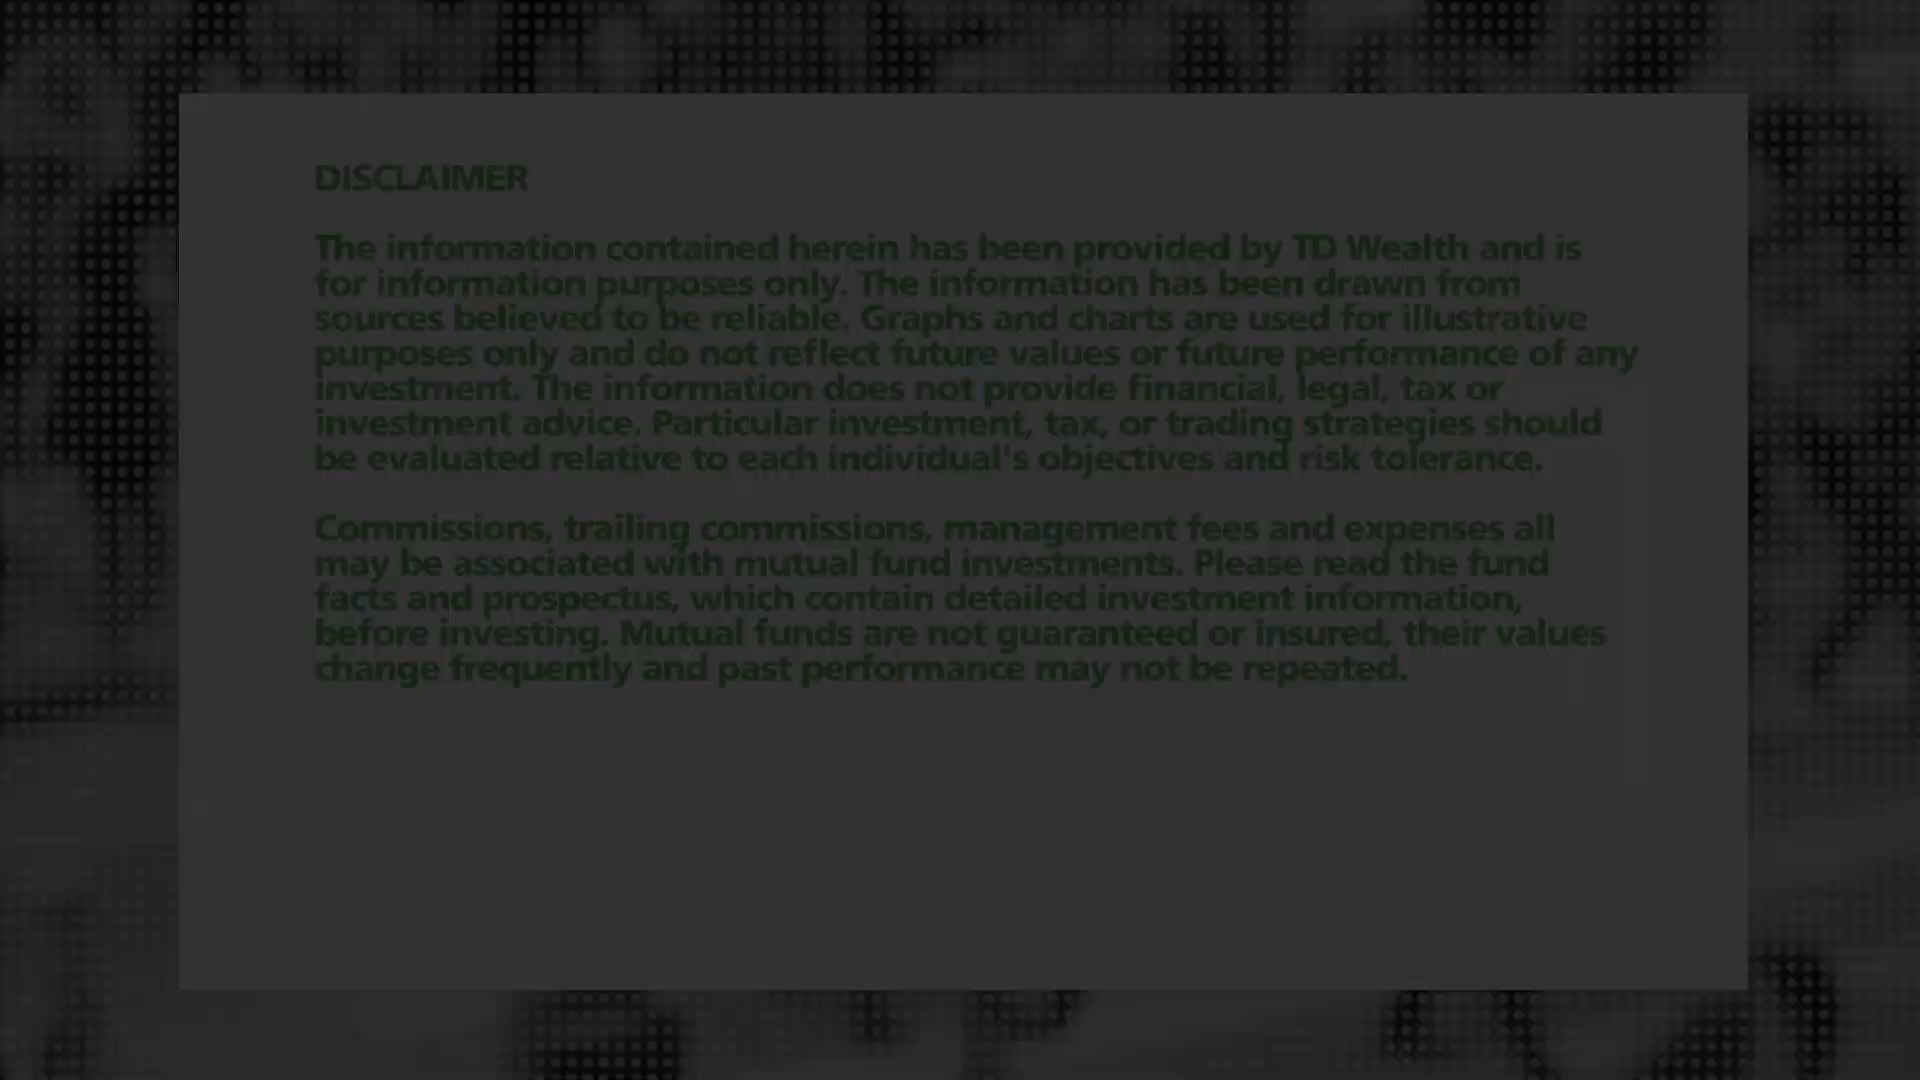 DISCLAIMER
The information contained herein has been provided by TD Wealth and is
for information purposes only. The information has been drawn from
sources believed to be reliable. Graphs and charts are used for illustrative
purposes only and do not reflect future values or future performance of any
investment. The information does not provide financial, legal, tax or
investment advice. Particular investment, tax, or trading strategies should
be evaluated relative to each individual's objectives and risk tolerance.
Commissions, trailing commissions, management fees and expenses all
may be associated with mutual fund investments. Please read the fund
facts and prospectus, which contain detailed investment information,
before investing. Mutual funds are not guaranteed or insured, their values
change frequently and past performance may not be repeated.